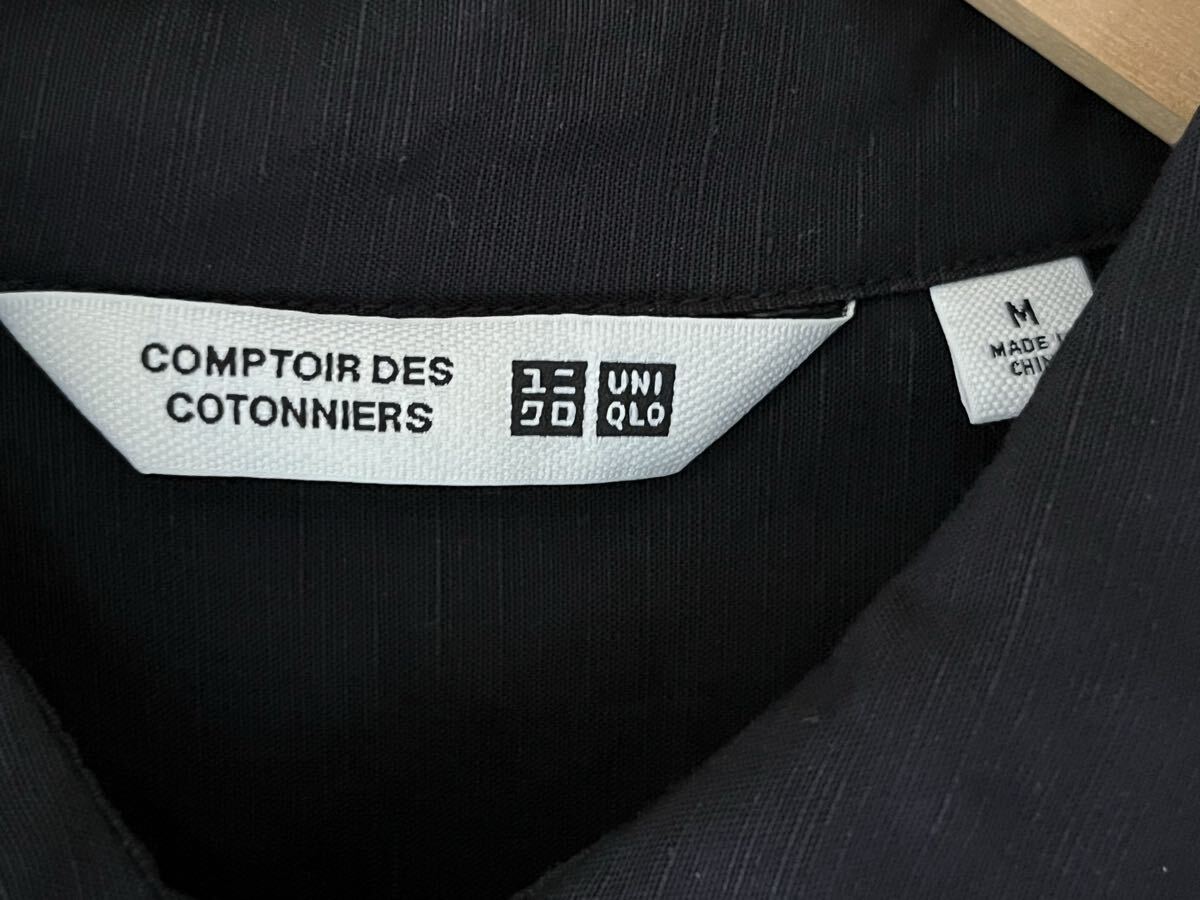 COMPTOIR DES
COTONNIERS
ユニ
クロ
UNI
QLO
M
MADE